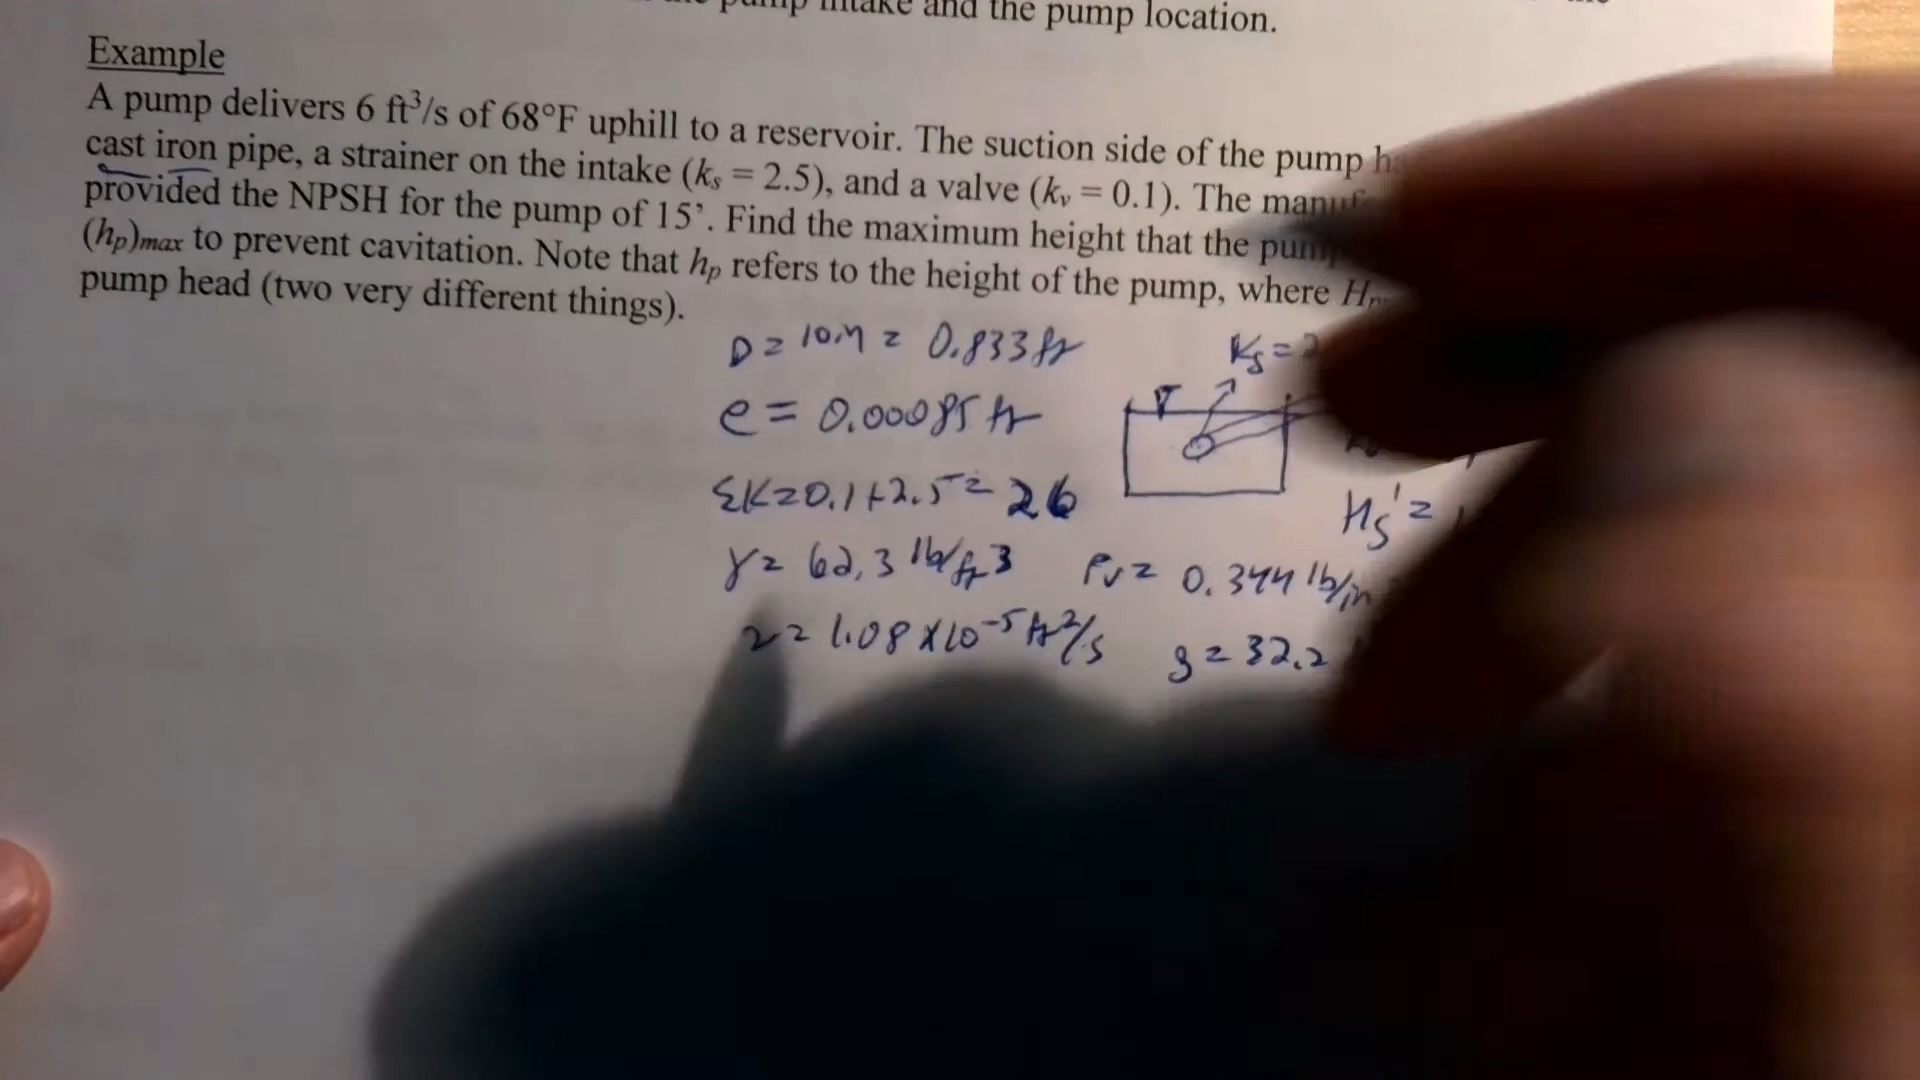 pump intake and the pump location.
Example
A pump delivers 6 ft³/s of 68°F uphill to a reservoir. The suction side of the pump
cast iron pipe, a strainer on the intake (kₛ = 2.5), and a valve (kᵥ = 0.1). The
provided the NPSH for the pump of 15’. Find the maximum height that the
(hₚ)max to prevent cavitation. Note that hₚ refers to the height of the pump, where
pump head (two very different things).
D = 10in = 0.833 ft
Ks =
e = 0.00085 ft
ΣK=0.1+2.5= 26
Hs' =
γ= 62.3 lb/ft3 Pv= 0.344 lb/in
ν= 1.08 x10⁻⁵ ft²/s g = 32.2